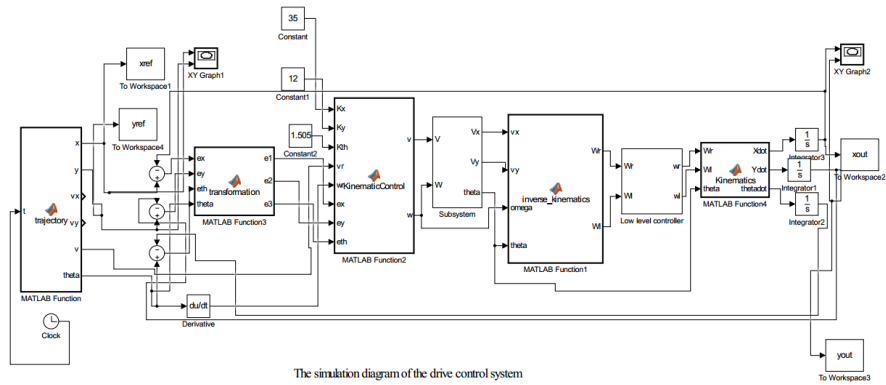 35
Constant
xref
To Workspace1
XY Graph1
XY Graph2
12
Constant1
yref
To Workspace4
1.505
Constant2
t
trajectory
x
y
vx
vy
v
theta
MATLAB Function
Clock
ex
ey
eth
theta
transformation
e1
e2
e3
MATLAB Function3
du/dt
Derivative
Kx
Ky
Kth
vr
w
ex
ey
eth
KinematicControl
v
w
MATLAB Function2
V
W
Vx
Vy
theta
Subsystem
vx
vy
omega
theta
inverse_kinematics
Wr
Wl
MATLAB Function1
Wr
Wl
wr
wl
Low level controller
Wr
Wl
theta
Kinematics
Xdot
Ydot
thetadot
MATLAB Function4
1
s
Integrator3
1
s
Integrator1
1
s
Integrator2
xout
To Workspace2
yout
To Workspace3
The simulation diagram of the drive control system